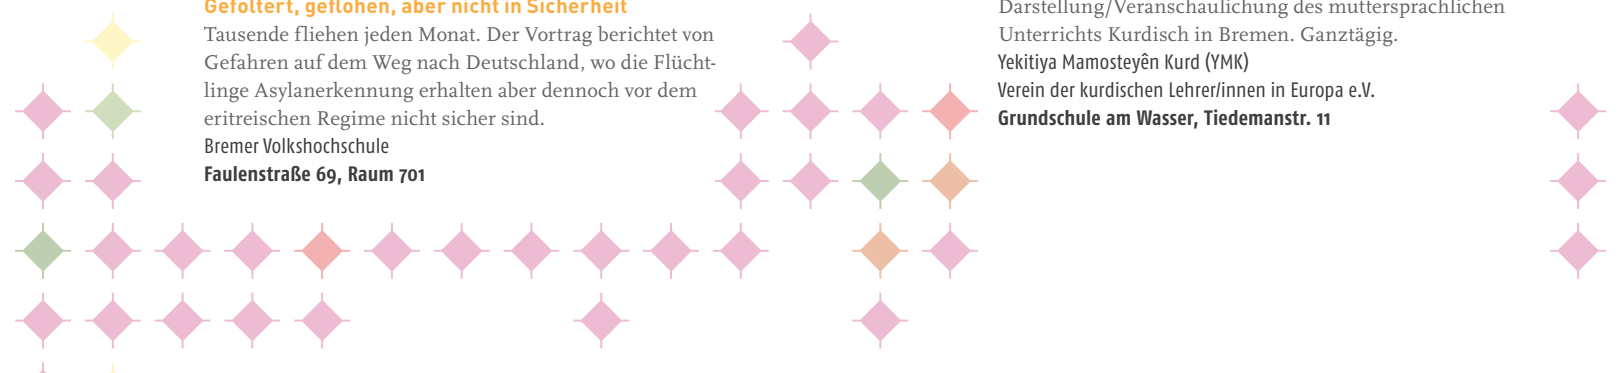 Gefoltert, geflohen, aber nicht in Sicherheit
Tausende fliehen jeden Monat. Der Vortrag berichtet von
Gefahren auf dem Weg nach Deutschland, wo die Flücht-
linge Asylanerkennung erhalten aber dennoch vor dem
eritreischen Regime nicht sicher sind.
Bremer Volkshochschule
Faulenstraße 69, Raum 701
Darstellung/Veranschaulichung des muttersprachlichen
Unterrichts Kurdisch in Bremen. Ganztägig.
Yekitiya Mamosteyên Kurd (YMK)
Verein der kurdischen Lehrer/innen in Europa e.V.
Grundschule am Wasser, Tiedemanstr. 11